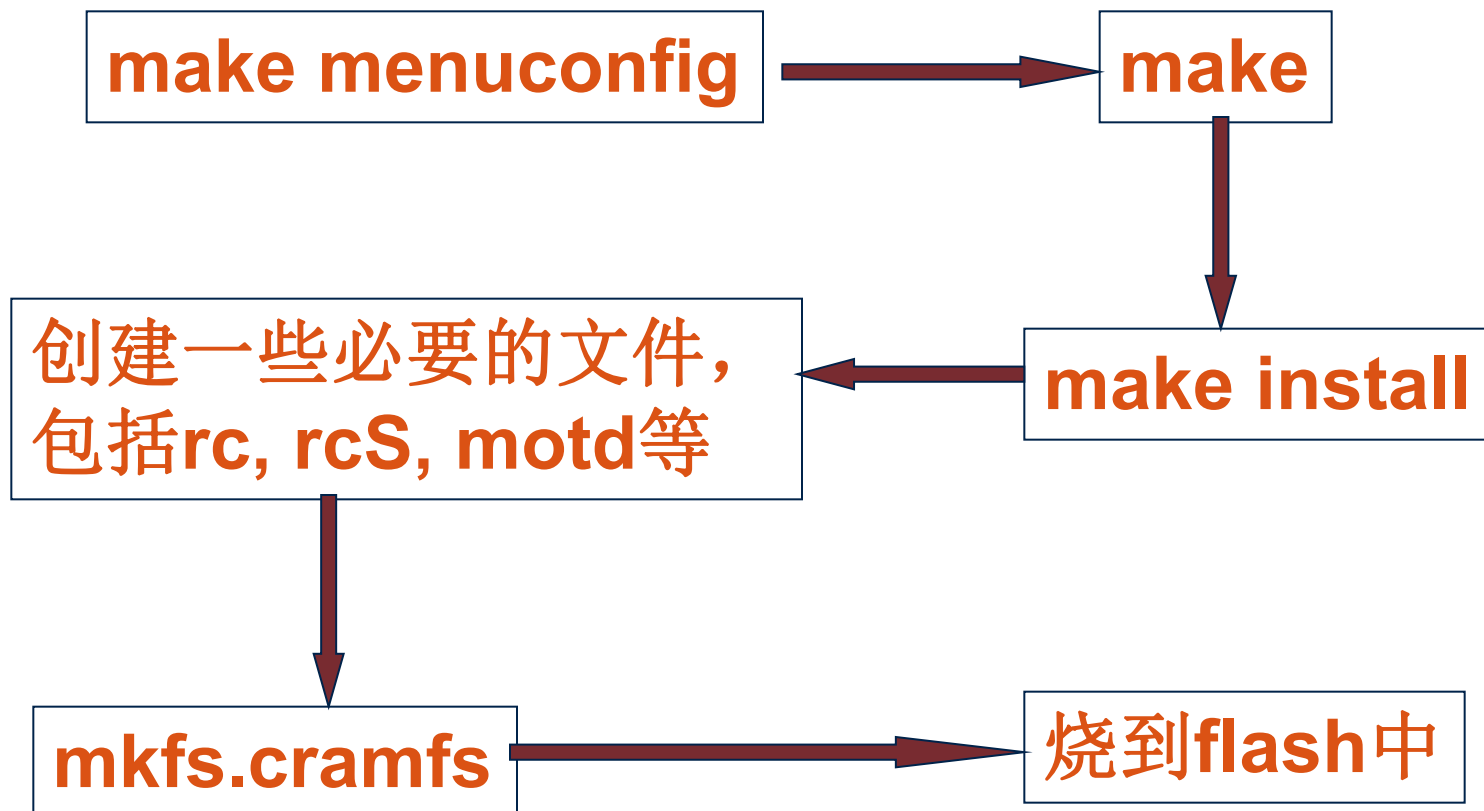 make menuconfig
make
make install
创建一些必要的文件，
包括rc, rcS, motd等
mkfs.cramfs
烧到flash中